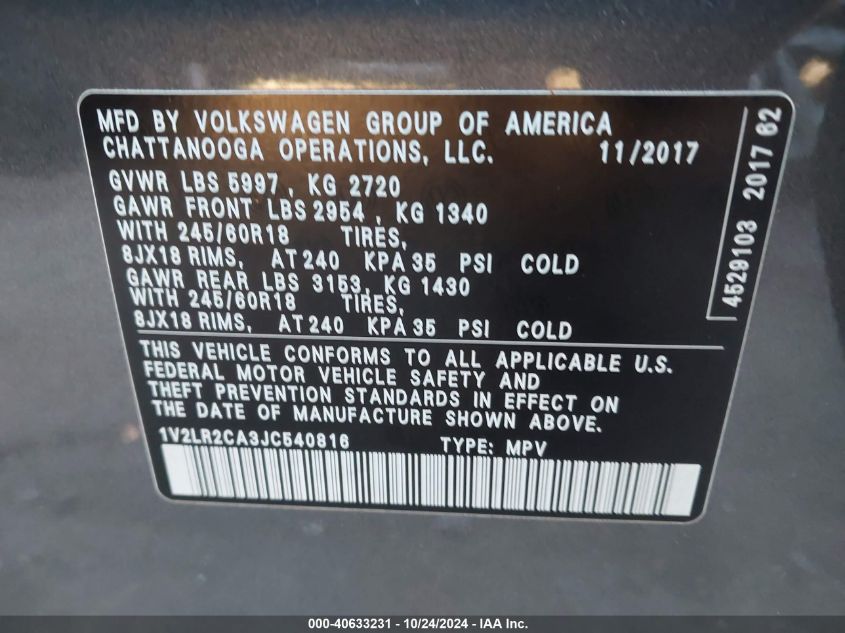 MFD BY VOLKSWAGEN GROUP OF AMERICA
CHATTANOOGA OPERATIONS, LLC. 11/2017
GVWR LBS 5997, KG 2720
GAWR FRONT LBS 2954, KG 1340
WITH 245/60R18 TIRES,
8JX18 RIMS, AT 240 KPA 35 PSI COLD
GAWR REAR LBS 3153, KG 1430
WITH 245/60R18 TIRES,
8JX18 RIMS, AT 240 KPA 35 PSI COLD
THIS VEHICLE CONFORMS TO ALL APPLICABLE U.S.
FEDERAL MOTOR VEHICLE SAFETY AND
THEFT PREVENTION STANDARDS IN EFFECT ON
THE DATE OF MANUFACTURE SHOWN ABOVE.
1V2LR2CA3JC540816 TYPE: MPV
4529103 2017 62
000-40633231 - 10/24/2024 - IAA Inc.